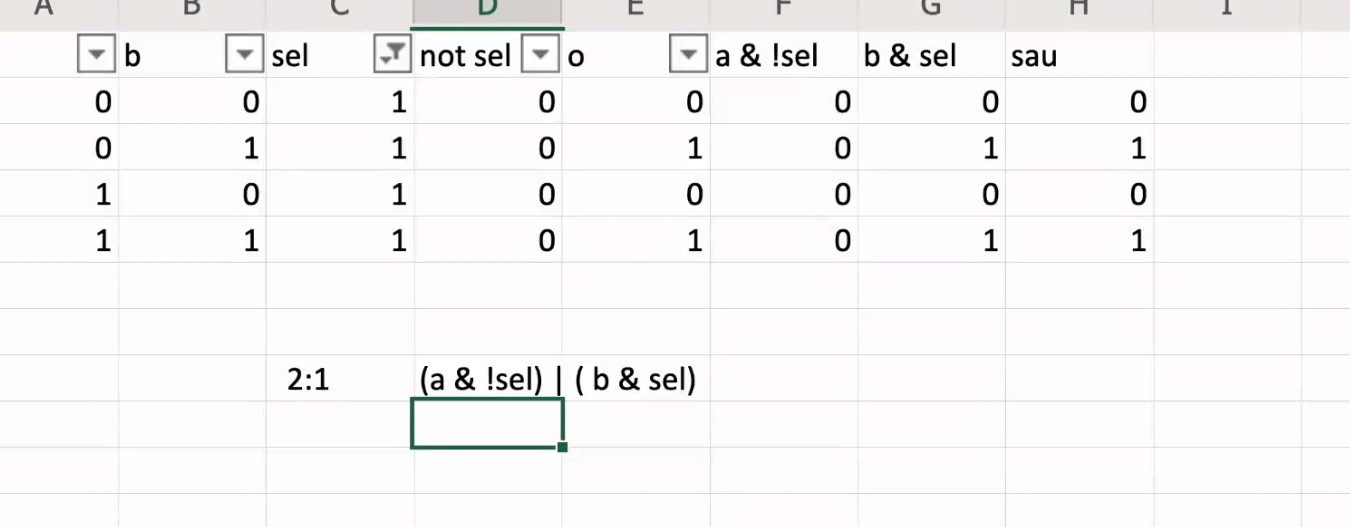 A B C D E F G H I
b sel not sel o a & !sel b & sel sau
0 0 1 0 0 0 0 0
0 1 1 0 1 0 1 1
1 0 1 0 0 0 0 0
1 1 1 0 1 0 1 1
2:1 (a & !sel) | ( b & sel)